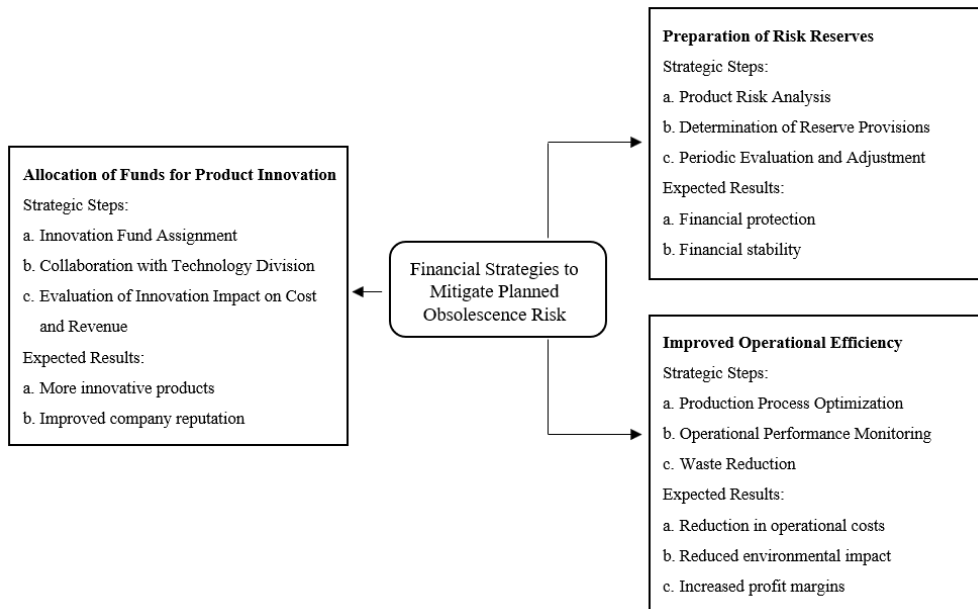 Allocation of Funds for Product Innovation
Strategic Steps:
a. Innovation Fund Assignment
b. Collaboration with Technology Division
c. Evaluation of Innovation Impact on Cost
and Revenue
Expected Results:
a. More innovative products
b. Improved company reputation
Financial Strategies to
Mitigate Planned
Obsolescence Risk
Preparation of Risk Reserves
Strategic Steps:
a. Product Risk Analysis
b. Determination of Reserve Provisions
c. Periodic Evaluation and Adjustment
Expected Results:
a. Financial protection
b. Financial stability
Improved Operational Efficiency
Strategic Steps:
a. Production Process Optimization
b. Operational Performance Monitoring
c. Waste Reduction
Expected Results:
a. Reduction in operational costs
b. Reduced environmental impact
c. Increased profit margins